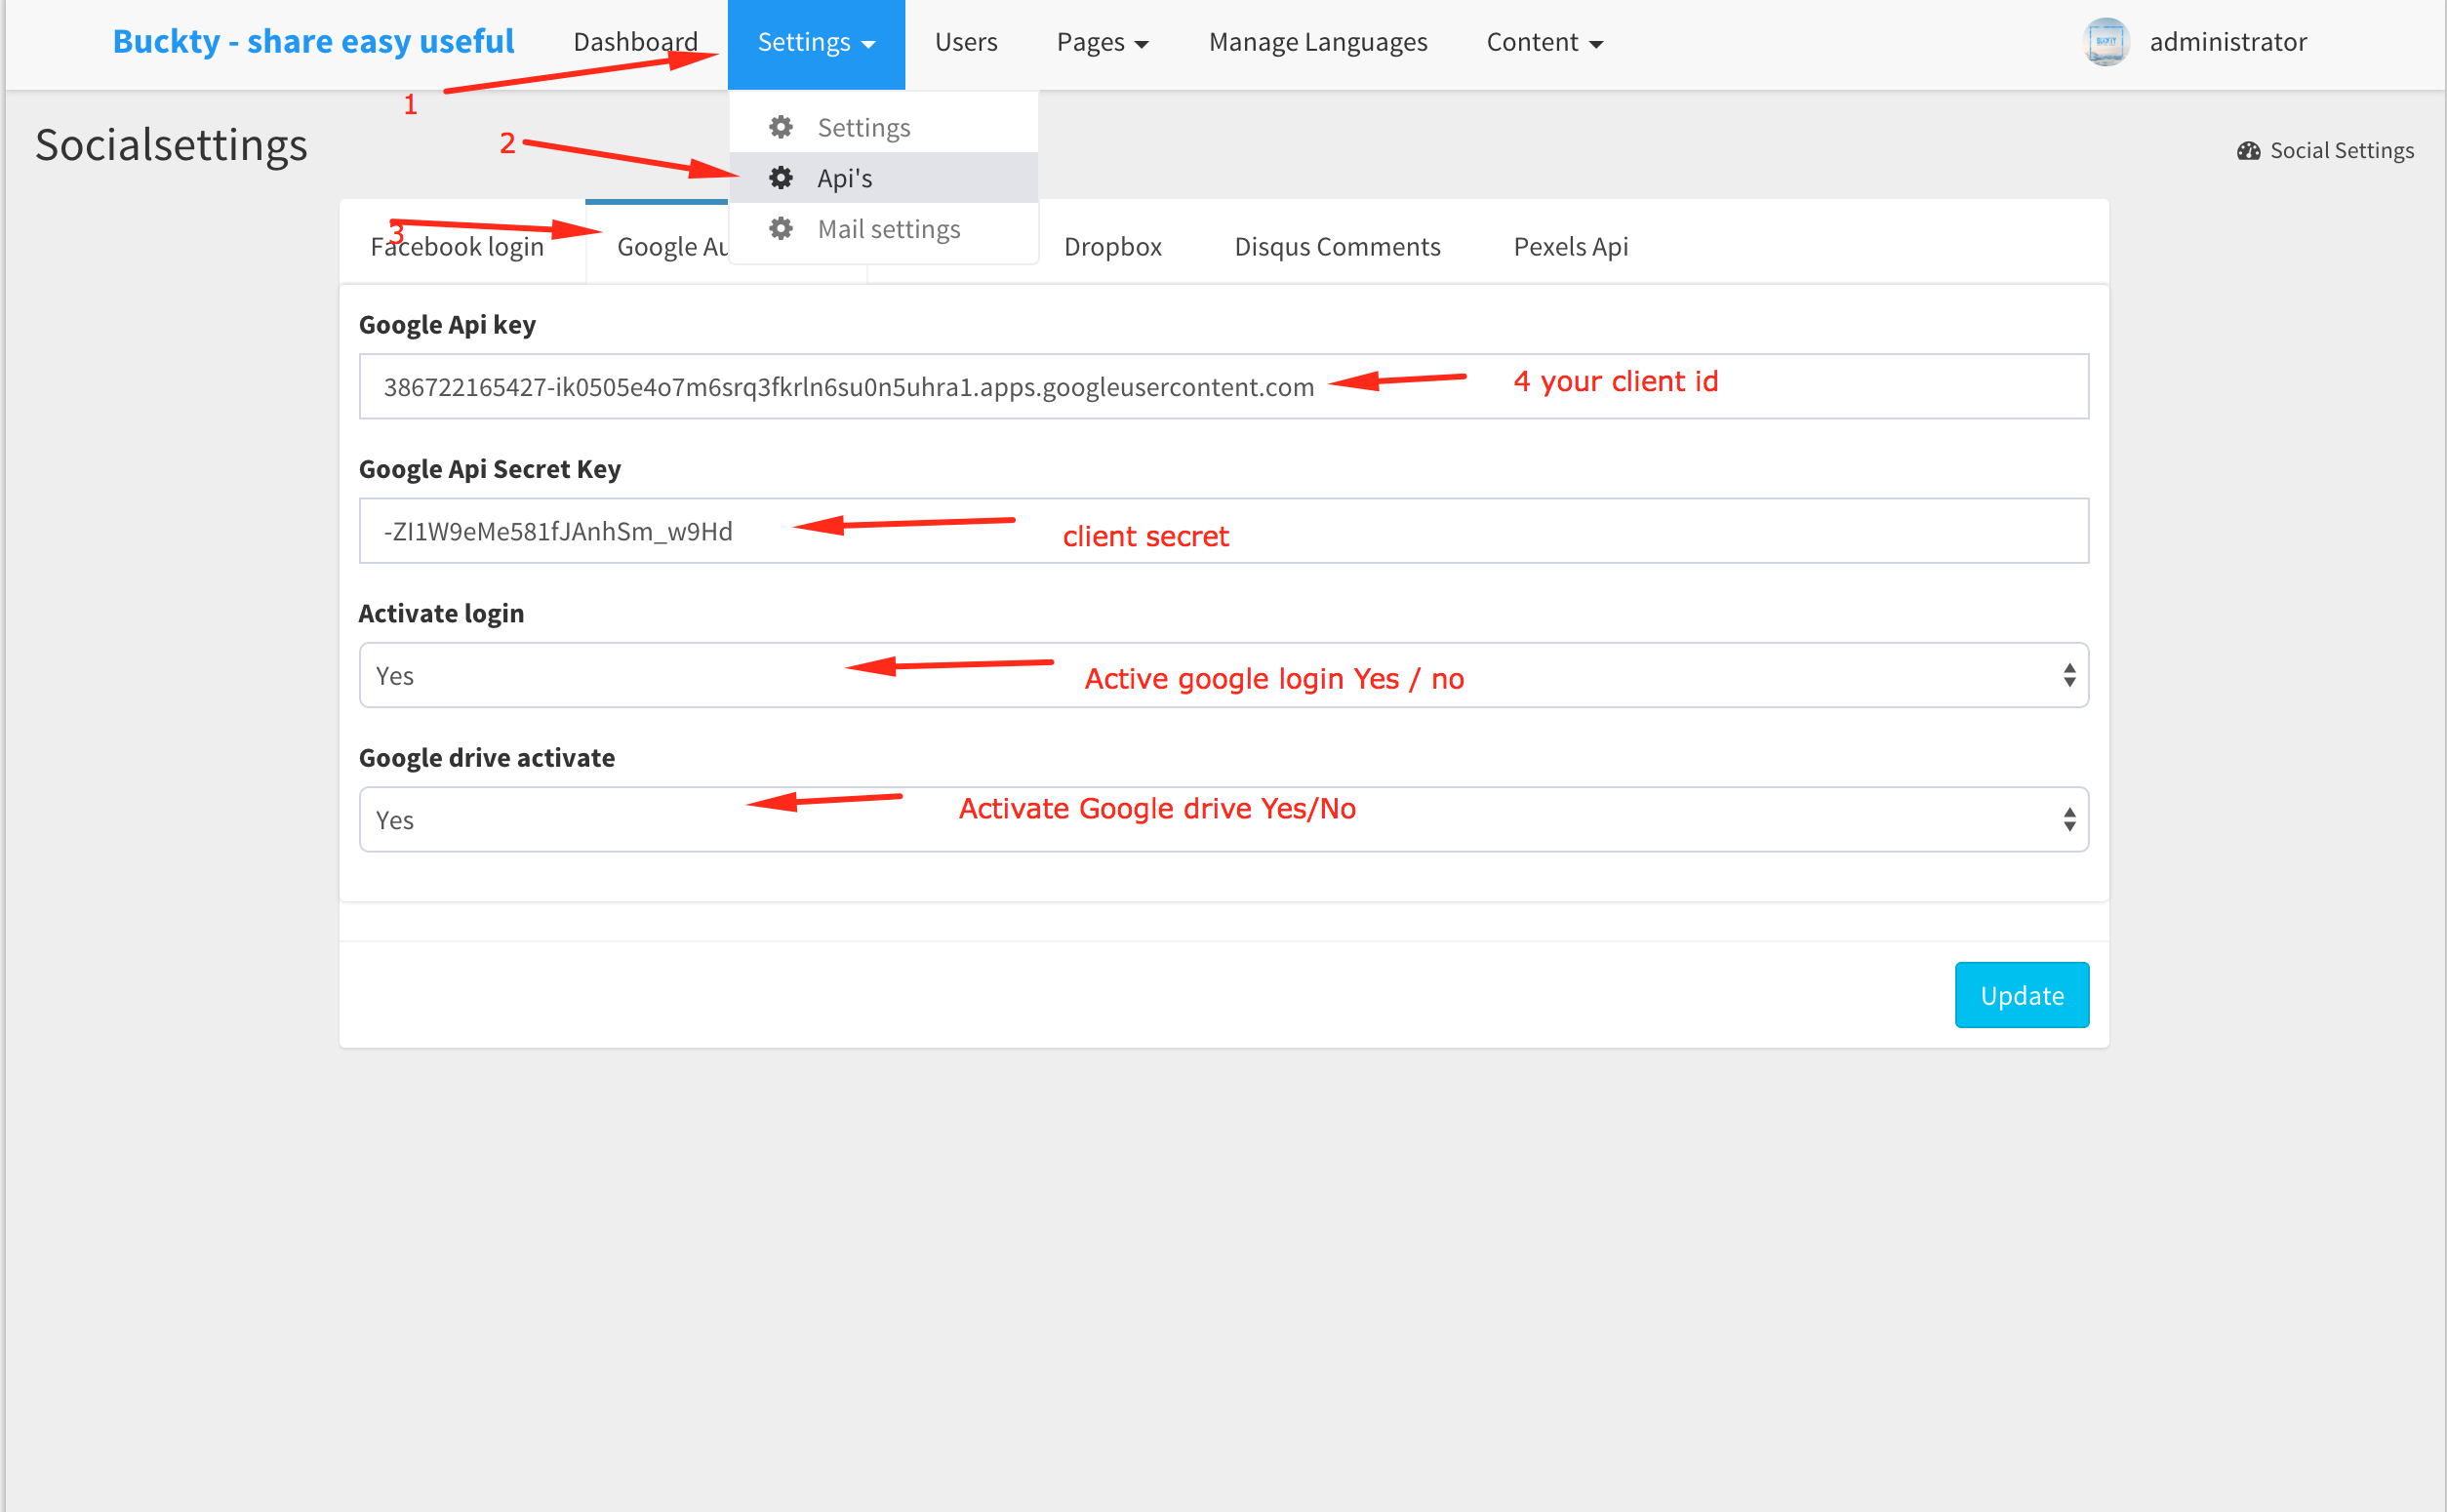 Buckty - share easy useful Dashboard Settings Users Pages Manage Languages Content administrator
1
Settings
Socialsettings
2
Api's
Social Settings
Mail settings
3
Facebook login Google Au Dropbox Disqus Comments Pexels Api
Google Api key
386722165427-ik0505e4o7m6srq3fkrln6su0n5uhra1.apps.googleusercontent.com
4 your client id
Google Api Secret Key
-ZI1W9eMe581fJAnhSm_w9Hd
client secret
Activate login
Yes
Active google login Yes / no
Google drive activate
Yes
Activate Google drive Yes/No
Update